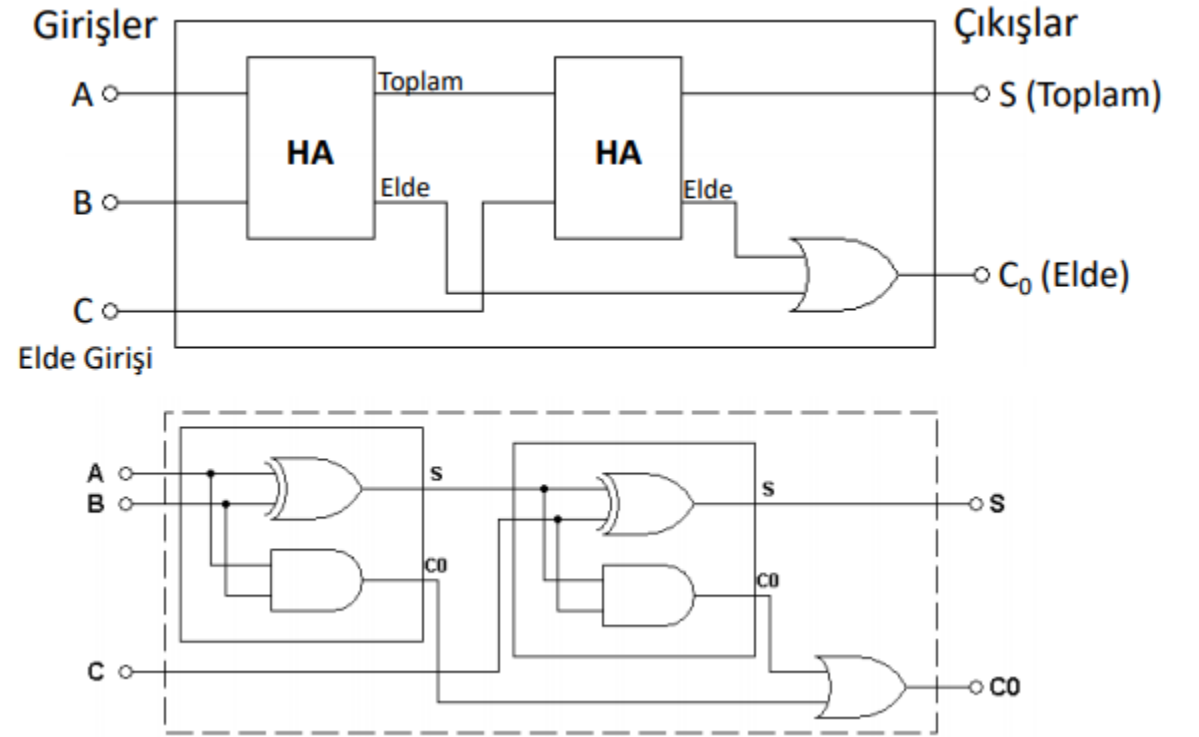 Girişler
Çıkışlar
A
Toplam
S (Toplam)
HA
HA
B
Elde
Elde
C
C₀ (Elde)
Elde Girişi
A
S
B
S
S
C0
C0
C
C0